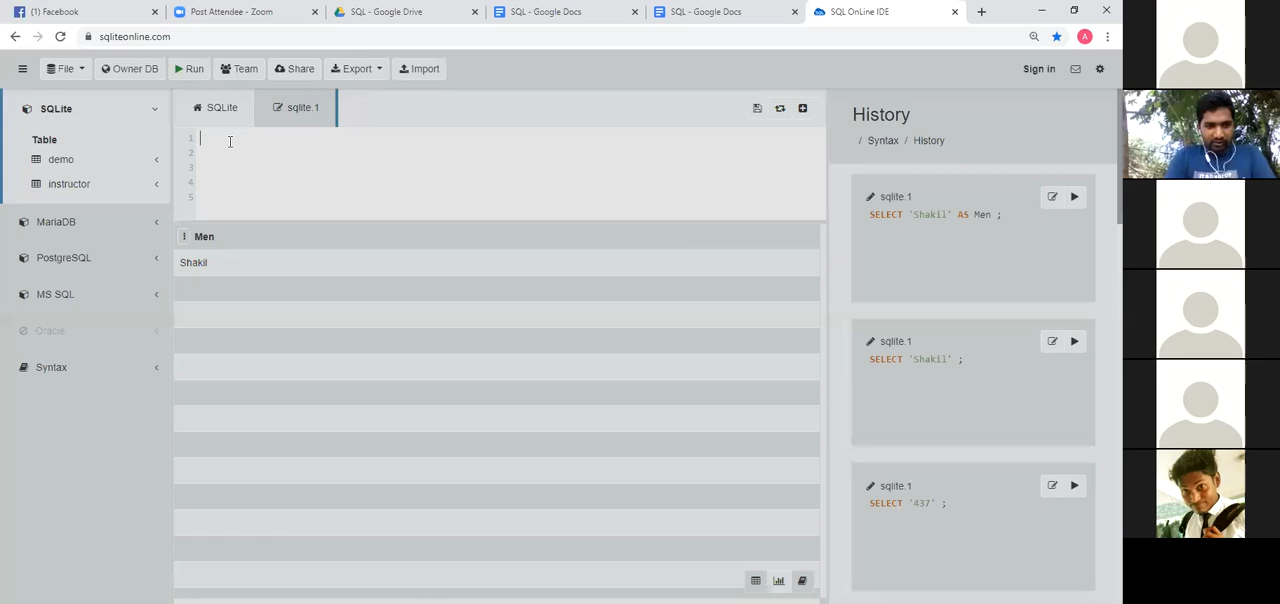 (1) Facebook
Post Attendee - Zoom
SQL - Google Drive
SQL - Google Docs
SQL - Google Docs
SQL OnLine IDE
sqliteonline.com
A
File
Owner DB
Run
Team
Share
Export
Import
Sign in
SQLite
Table
demo
instructor
MariaDB
PostgreSQL
MS SQL
Oracle
Syntax
SQLite
sqlite.1
1
2
3
4
5
Men
Shakil
History
/ Syntax / History
sqlite.1
SELECT 'Shakil' AS Men ;
sqlite.1
SELECT 'Shakil' ;
sqlite.1
SELECT '437' ;